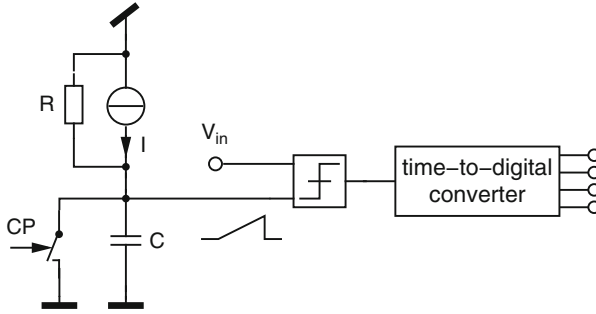 R
I
V_in
time-to-digital
converter
CP
C